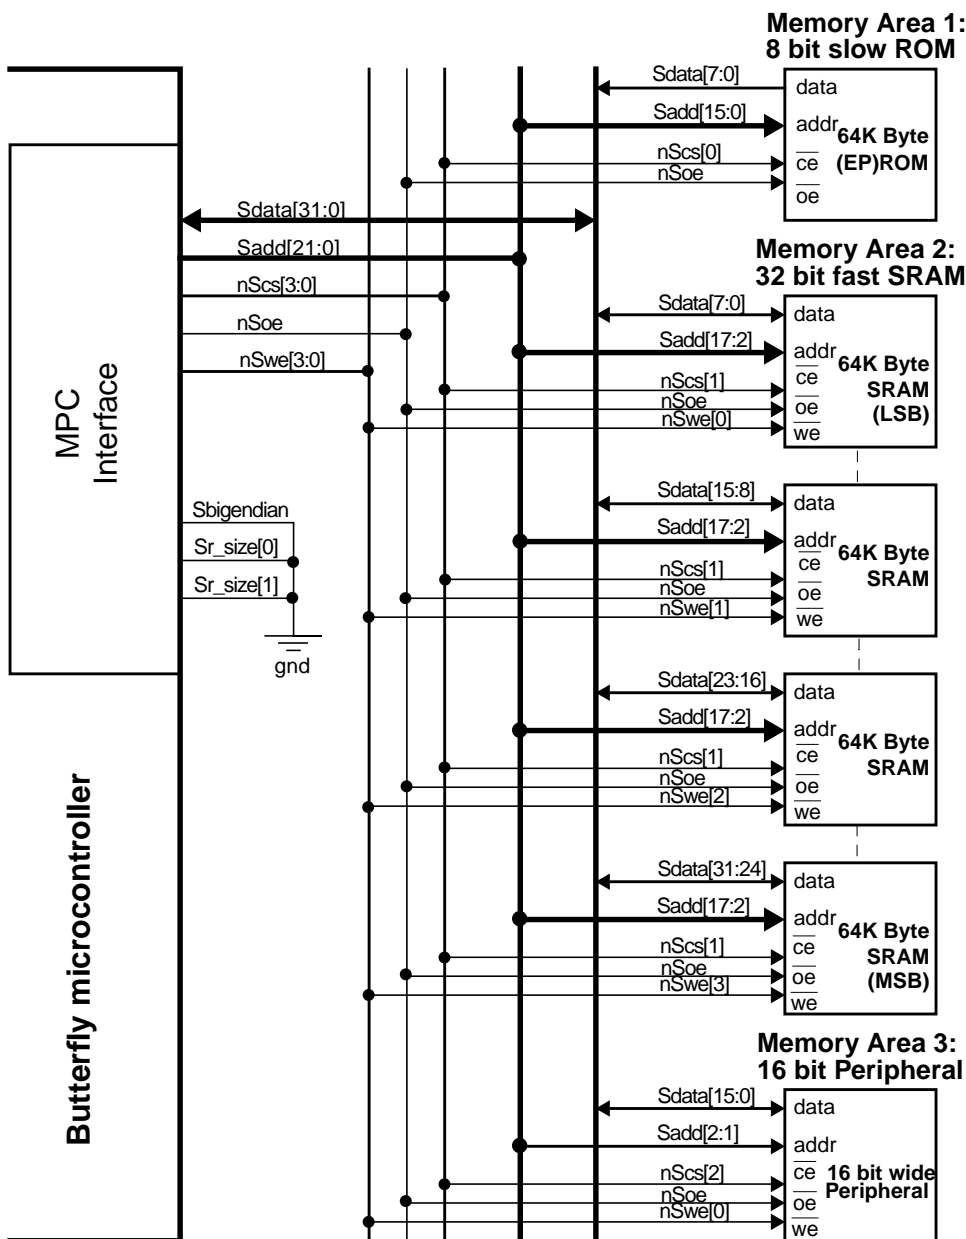 Memory Area 1:
8 bit slow ROM
Sdata[7:0]
data
Sadd[15:0]
addr
64K Byte
(EP)ROM
nScs[0]
ce
nSoe
oe
Sdata[31:0]
Sadd[21:0]
nScs[3:0]
nSoe
nSwe[3:0]
MPC
Interface
Sbigendian
Sr_size[0]
Sr_size[1]
gnd
Butterfly microcontroller
Memory Area 2:
32 bit fast SRAM
Sdata[7:0]
data
Sadd[17:2]
addr
64K Byte
SRAM
(LSB)
nScs[1]
ce
nSoe
oe
nSwe[0]
we
Sdata[15:8]
data
Sadd[17:2]
addr
64K Byte
SRAM
nScs[1]
ce
nSoe
oe
nSwe[1]
we
Sdata[23:16]
data
Sadd[17:2]
addr
64K Byte
SRAM
nScs[1]
ce
nSoe
oe
nSwe[2]
we
Sdata[31:24]
data
Sadd[17:2]
addr
64K Byte
SRAM
(MSB)
nScs[1]
ce
nSoe
oe
nSwe[3]
we
Memory Area 3:
16 bit Peripheral
Sdata[15:0]
data
Sadd[2:1]
addr
16 bit wide
Peripheral
nScs[2]
ce
nSoe
oe
nSwe[0]
we